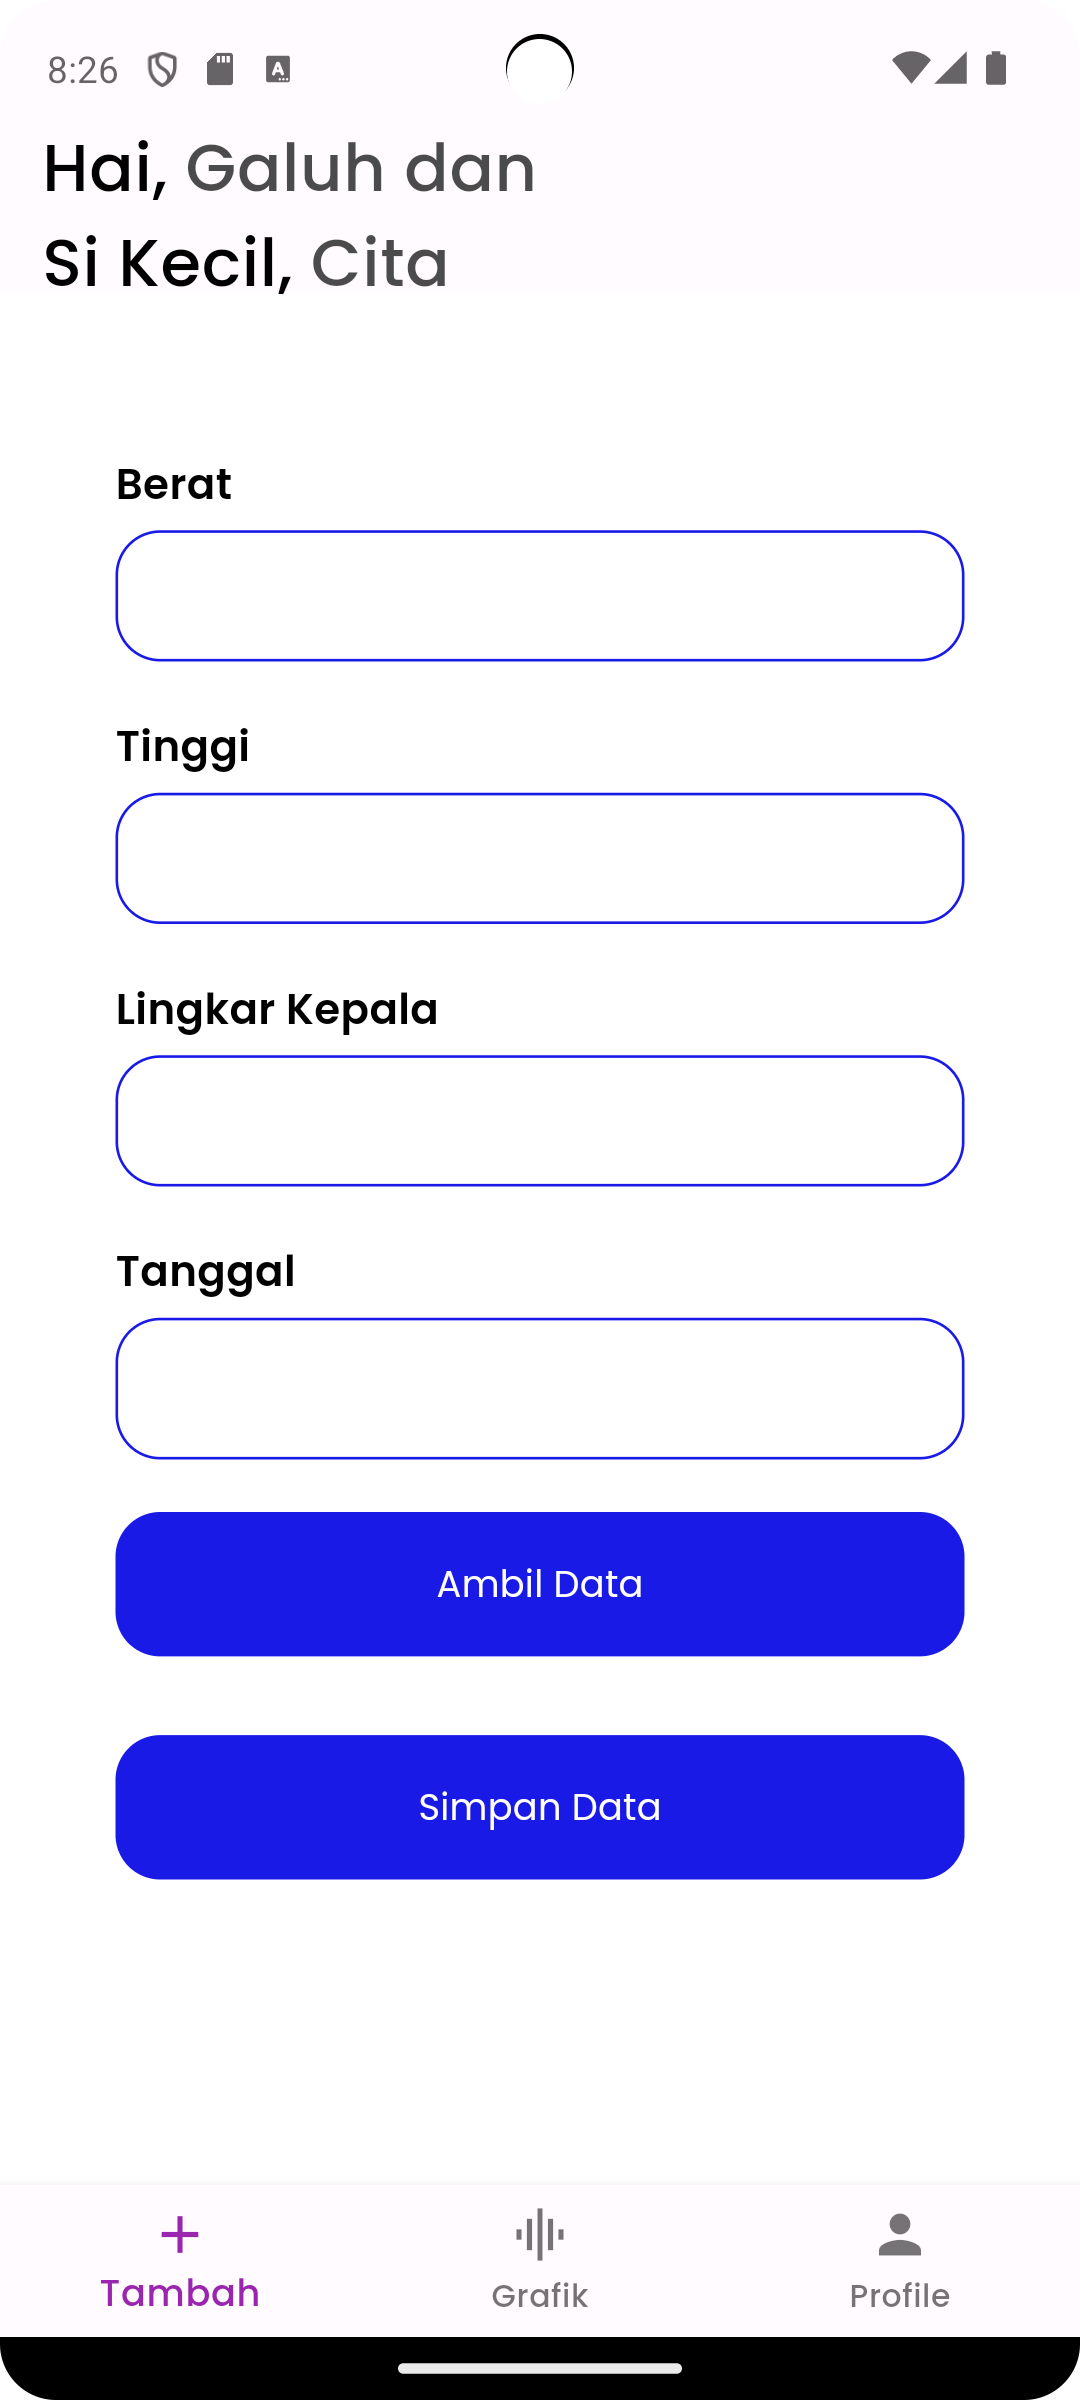 8:26
Hai, Galuh dan
Si Kecil, Cita
Berat
Tinggi
Lingkar Kepala
Tanggal
Ambil Data
Simpan Data
Tambah
Grafik
Profile